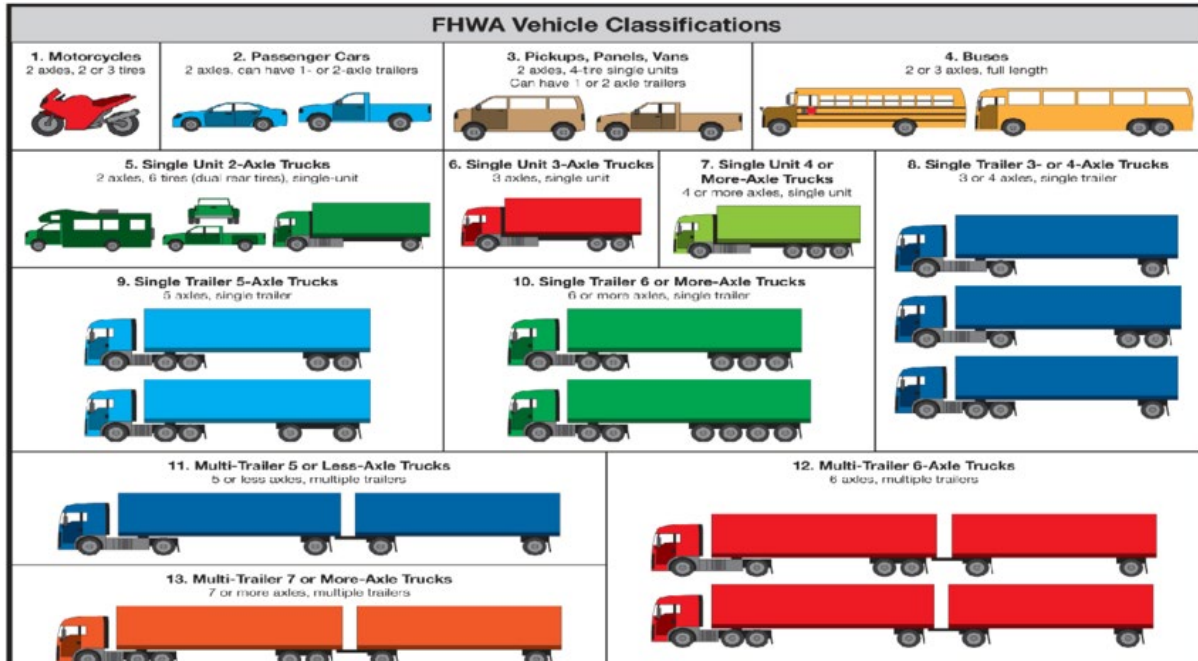 FHWA Vehicle Classifications
1. Motorcycles
2 axles, 2 or 3 tires
2. Passenger Cars
2 axles, can have 1- or 2-axle trailers
3. Pickups, Panels, Vans
2 axles, 4-tire single units
Can have 1 or 2 axle trailers
4. Buses
2 or 3 axles, full length
5. Single Unit 2-Axle Trucks
2 axles, 6 tires (dual rear tires), single-unit
6. Single Unit 3-Axle Trucks
3 axles, single unit
7. Single Unit 4 or
More-Axle Trucks
4 or more axles, single unit
8. Single Trailer 3- or 4-Axle Trucks
3 or 4 axles, single trailer
9. Single Trailer 5-Axle Trucks
5 axles, single trailer
10. Single Trailer 6 or More-Axle Trucks
6 or more axles, single trailer
11. Multi-Trailer 5 or Less-Axle Trucks
5 or less axles, multiple trailers
12. Multi-Trailer 6-Axle Trucks
6 axles, multiple trailers
13. Multi-Trailer 7 or More-Axle Trucks
7 or more axles, multiple trailers